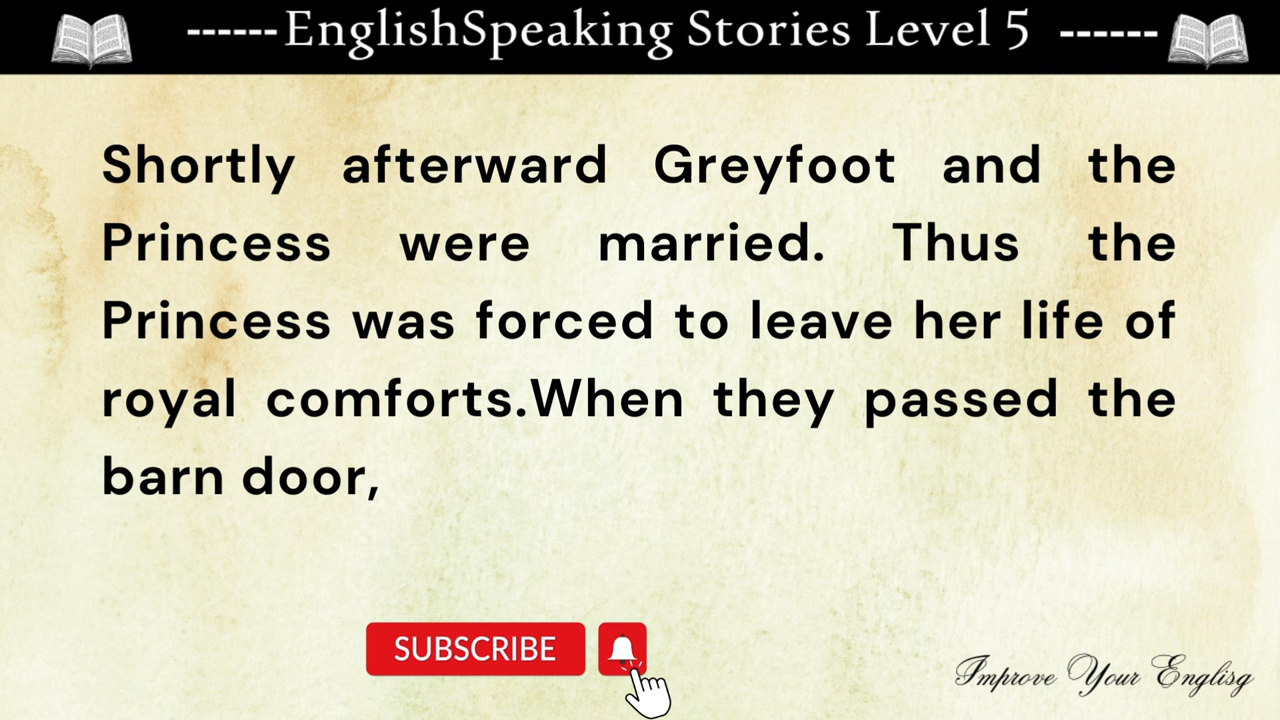 ------EnglishSpeaking Stories Level 5 ------
Shortly afterward Greyfoot and the
Princess were married. Thus the
Princess was forced to leave her life of
royal comforts.When they passed the
barn door,
SUBSCRIBE
Improve Your Englisg